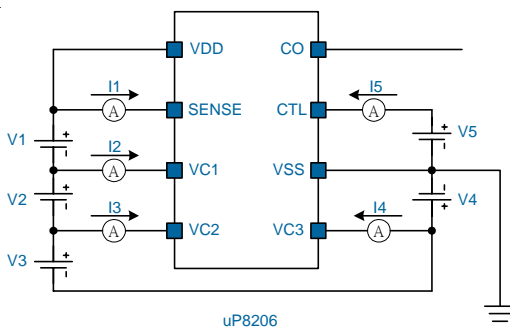 VDD CO
I1 I5
A SENSE CTL A
V1 V5
I2
A VC1 VSS
V2 V4
I3 I4
A VC2 VC3 A
V3
uP8206